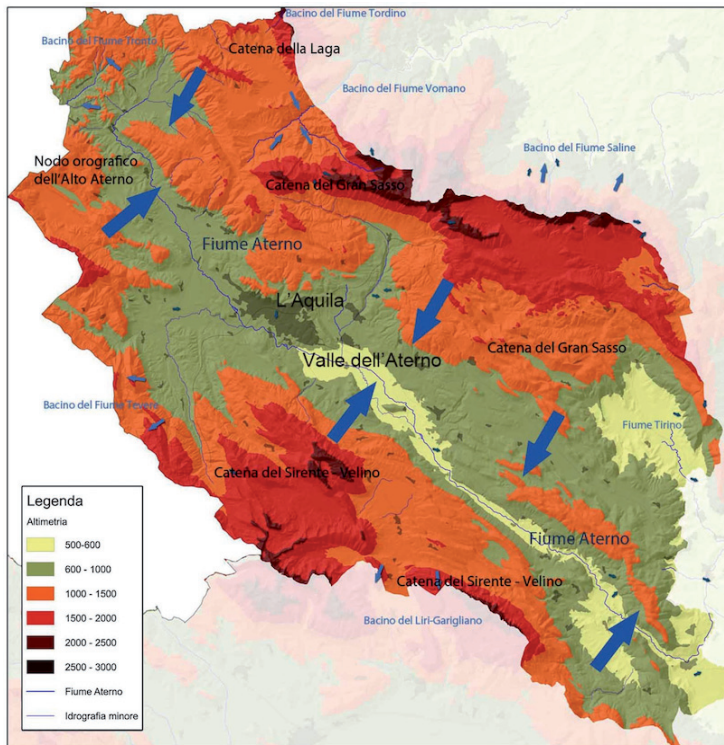 Bacino del Fiume Tordino
Bacino del Fiume Tronto
Catena della Laga
Bacino del Fiume Vomano
Bacino del Fiume Saline
Nodo orografico
dell'Alto Aterno
Catena del Gran Sasso
Fiume Aterno
L'Aquila
Valle dell'Aterno
Catena del Gran Sasso
Bacino del Fiume Tevere
Fiume Tirino
Catena del Sirente - Velino
Fiume Aterno
Catena del Sirente - Velino
Bacino del Liri-Garigliano
Legenda
Altimetria
500-600
600 - 1000
1000 - 1500
1500 - 2000
2000 - 2500
2500 - 3000
Fiume Aterno
Idrografia minore